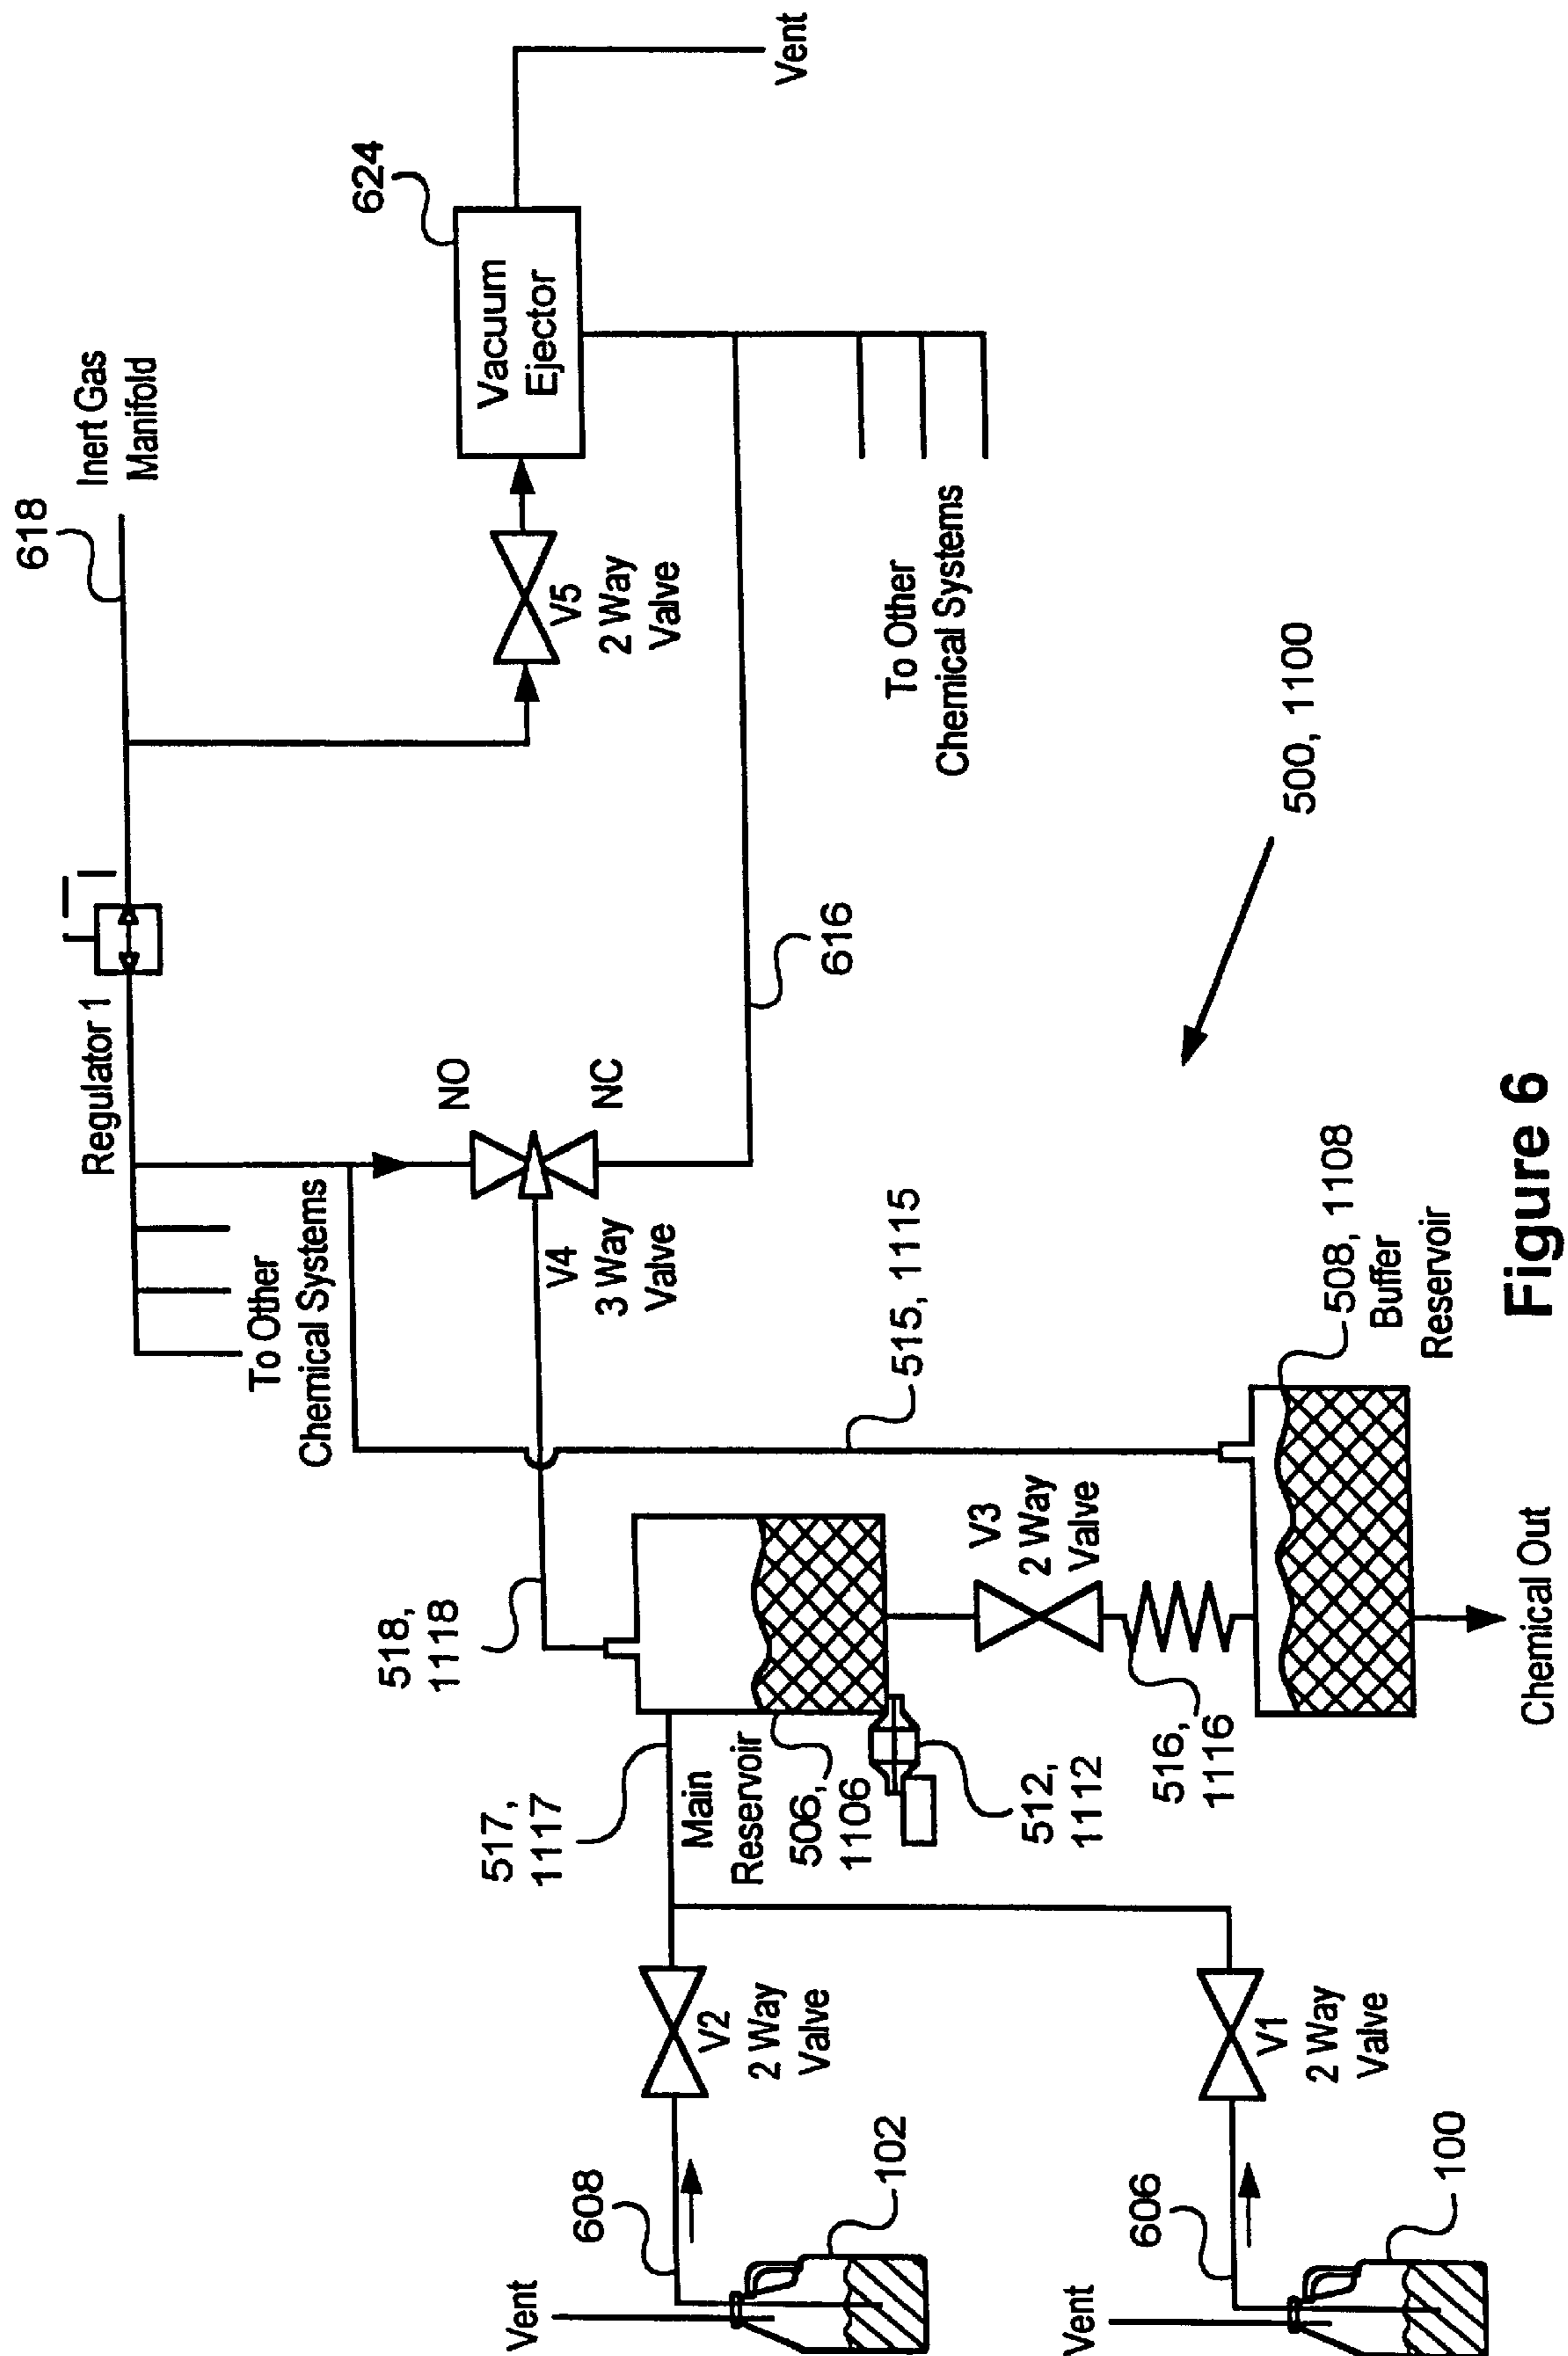 618
Inert Gas
Manifold
Regulator 1
To Other
Chemical Systems
624
Vacuum
Ejector
Vent
V5
2 Way
Valve
NO
NC
V4
3 Way
Valve
616
To Other
Chemical Systems
518,
1118
517,
1117
Main
Reservoir
506,
1106
512,
1112
V3
2 Way
Valve
516,
1116
515, 1115
508, 1108
Buffer
Reservoir
Chemical Out
500, 1100
Vent
608
102
V2
2 Way
Valve
Vent
606
100
V1
2 Way
Valve
Figure 6